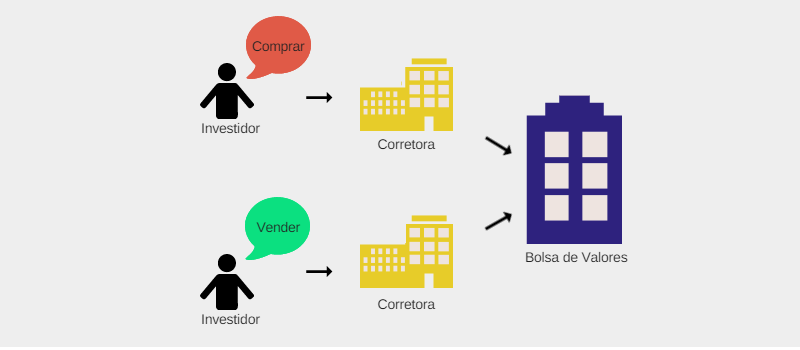 Comprar
Investidor
Corretora
Vender
Investidor
Corretora
Bolsa de Valores